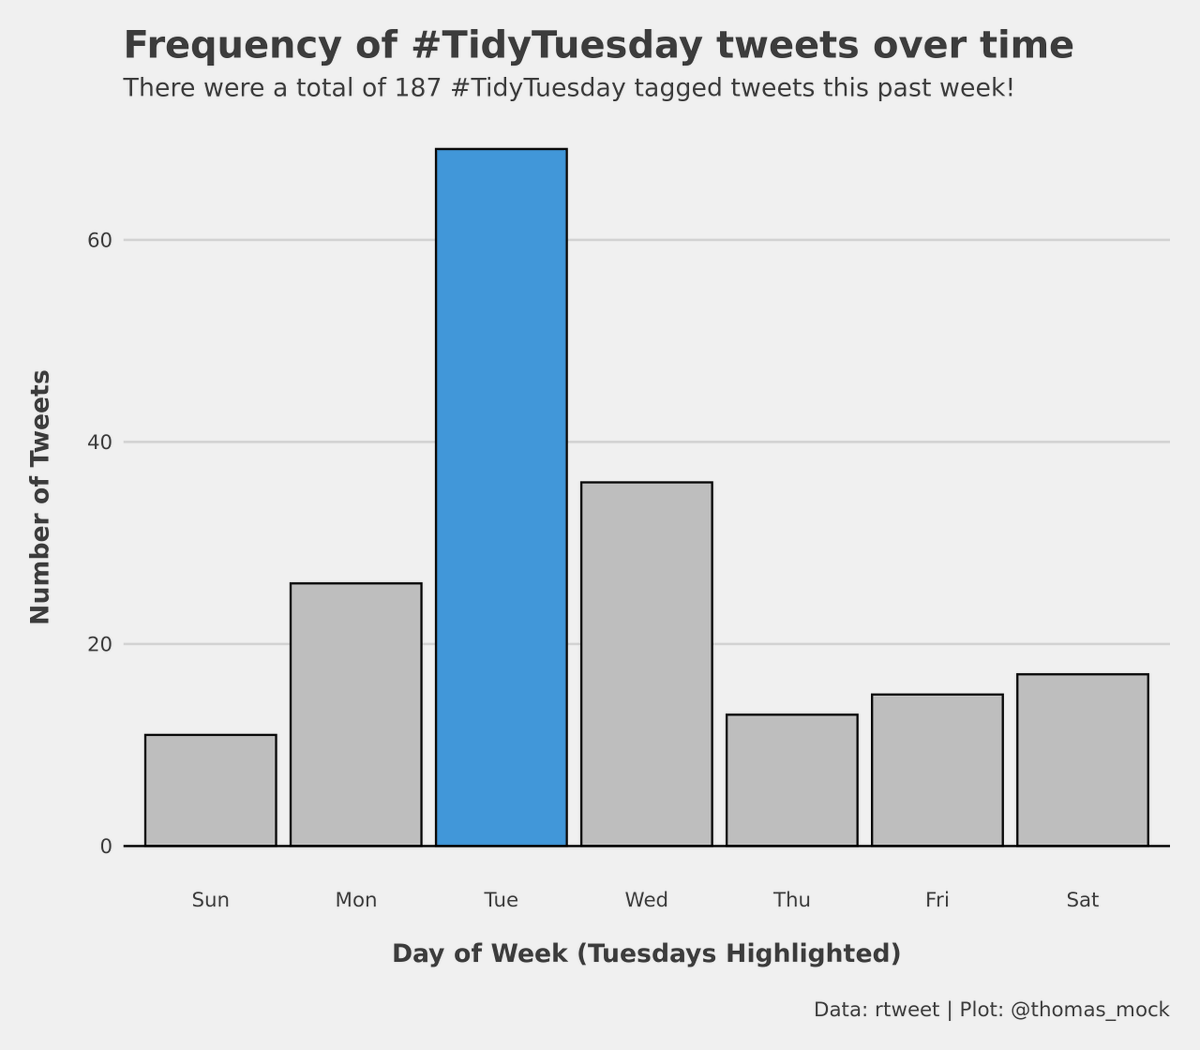 Frequency of #TidyTuesday tweets over time
There were a total of 187 #TidyTuesday tagged tweets this past week!
Number of Tweets
60
40
20
0
Sun Mon Tue Wed Thu Fri Sat
Day of Week (Tuesdays Highlighted)
Data: rtweet | Plot: @thomas_mock